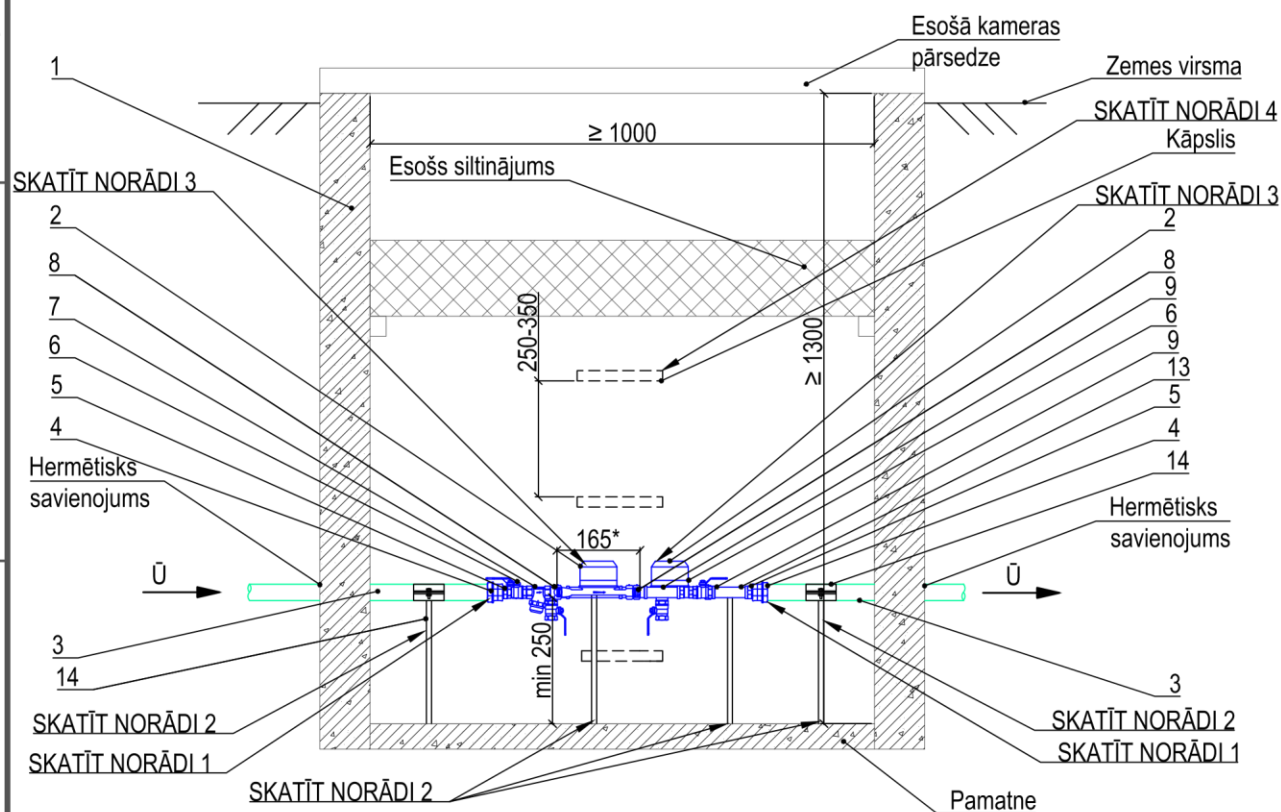 Esošā kameras
pārsedze
1
Zemes virsma
SKATĪT NORĀDI 4
≥ 1000
Kāpslis
Esošs siltinājums
SKATĪT NORĀDI 3
SKATĪT NORĀDI 3
2
2
8
8
7
9
250-350
≥ 1300
6
6
5
9
4
13
5
Hermētisks
savienojums
4
14
Hermētisks
savienojums
165*
Ū
Ū
min 250
3
14
3
SKATĪT NORĀDI 2
SKATĪT NORĀDI 2
SKATĪT NORĀDI 1
SKATĪT NORĀDI 1
SKATĪT NORĀDI 2
Pamatne